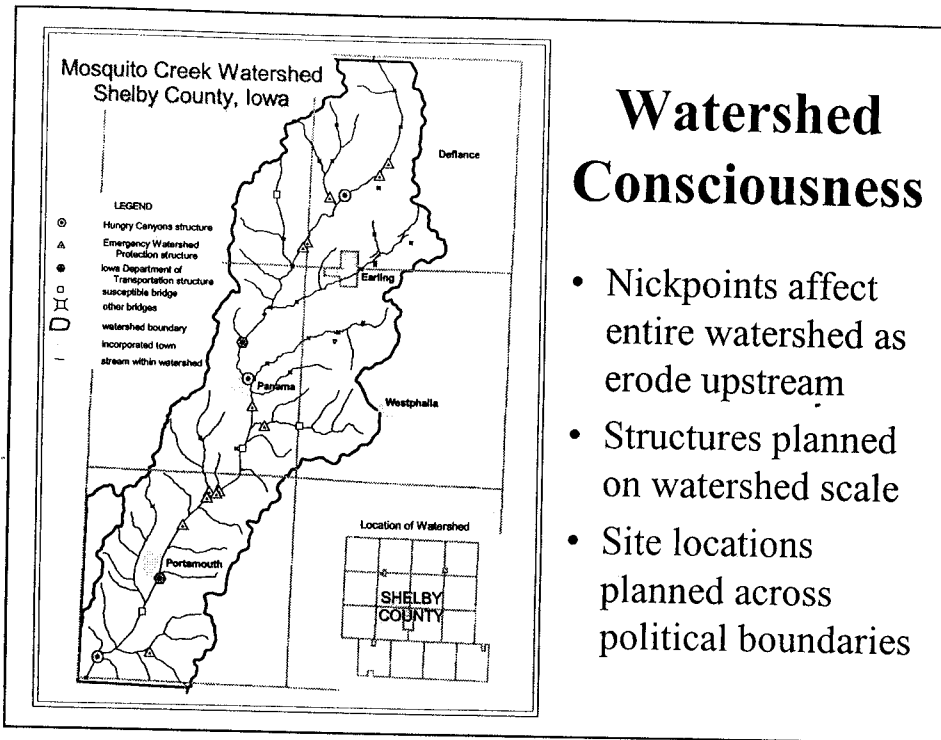 Mosquito Creek Watershed
Shelby County, Iowa
LEGEND
Hungry Canyons structure
Emergency Watershed
Protection structure
Iowa Department of
Transportation structure
susceptible bridge
other bridges
watershed boundary
incorporated town
stream within watershed
Defiance
Earling
Panama
Westphalia
Portsmouth
Location of Watershed
SHELBY
COUNTY
Watershed
Consciousness
• Nickpoints affect
entire watershed as
erode upstream
• Structures planned
on watershed scale
• Site locations
planned across
political boundaries